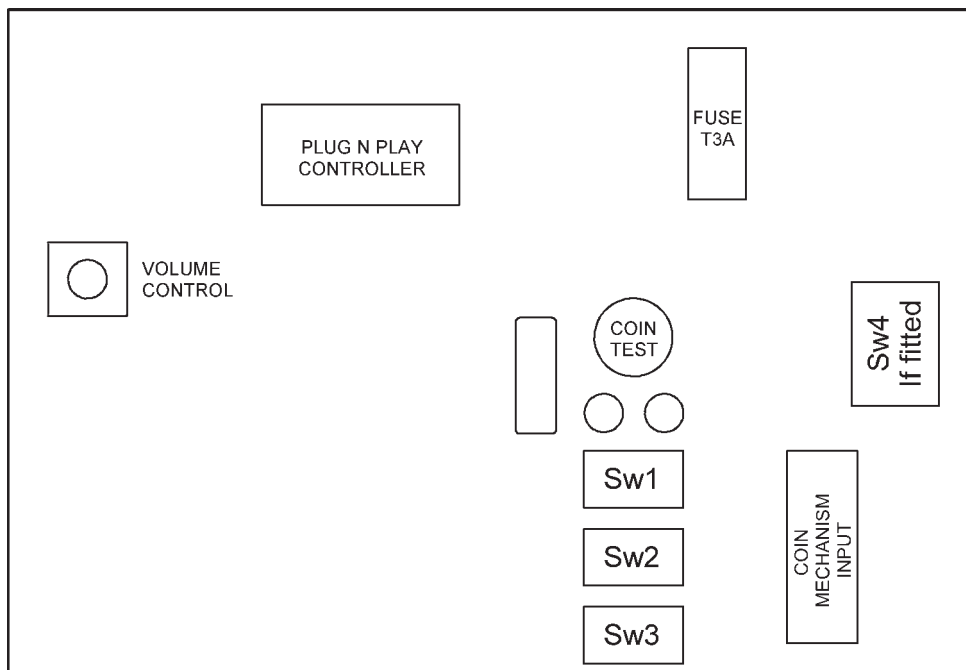 PLUG N PLAY
CONTROLLER
FUSE
T3A
VOLUME
CONTROL
COIN
TEST
Sw4
If fitted
Sw1
Sw2
Sw3
COIN
MECHANISM
INPUT